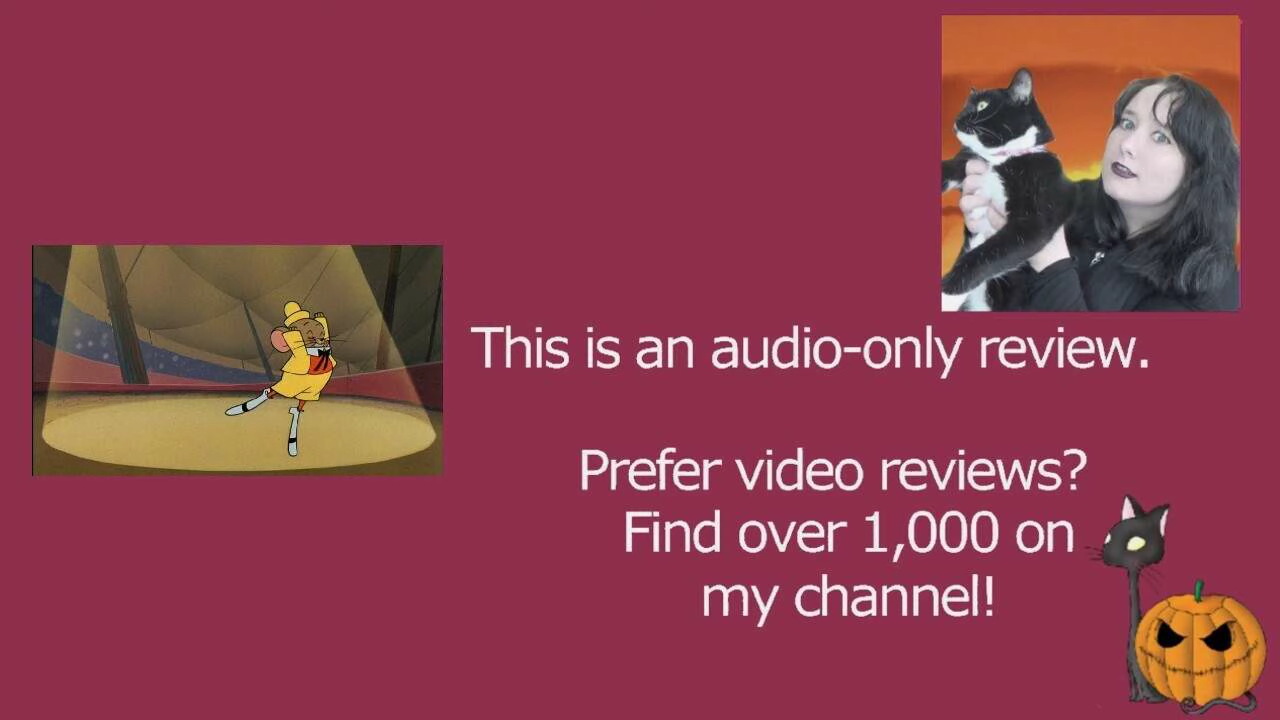 This is an audio-only review.
Prefer video reviews?
Find over 1,000 on
my channel!